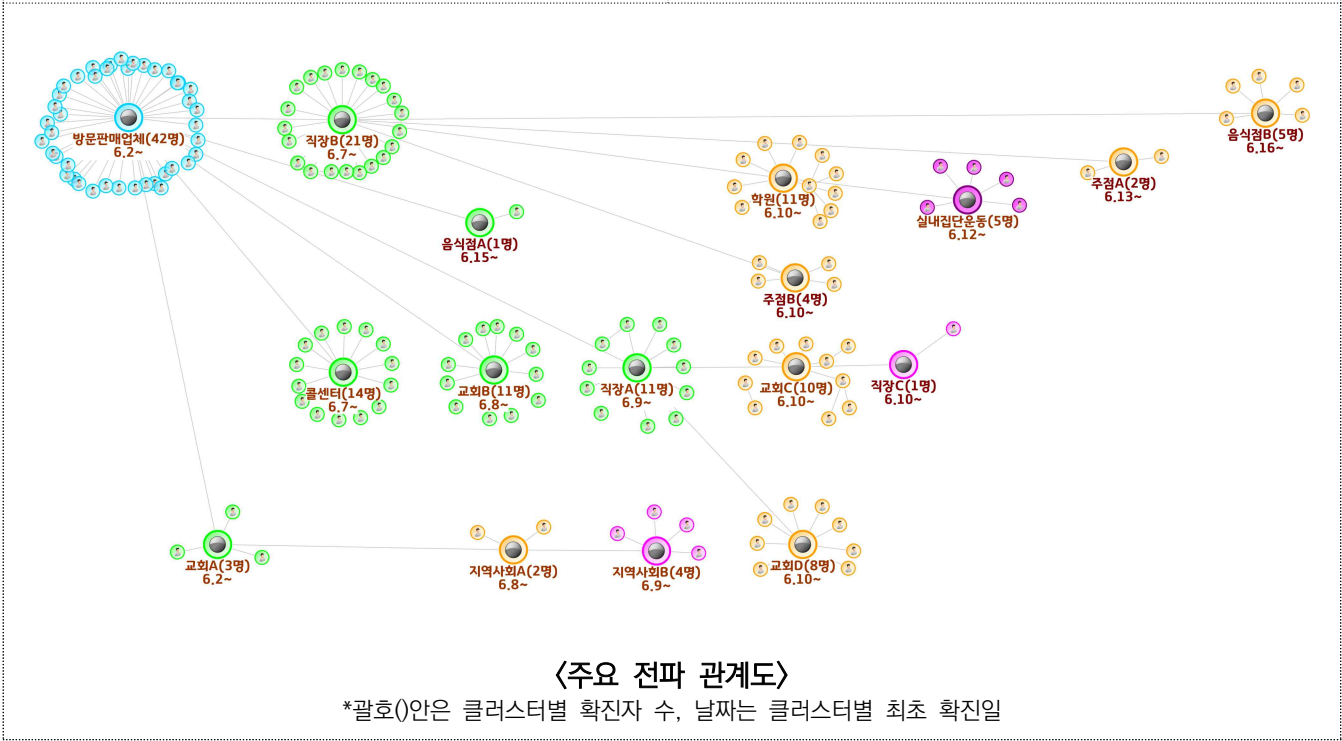 방문판매업체(42명)
6.2~
직장B(21명)
6.7~
음식점B(5명)
6.16~
주점A(2명)
6.13~
학원(11명)
6.10~
실내집단운동(5명)
6.12~
음식점A(1명)
6.15~
주점B(4명)
6.10~
콜센터(14명)
6.7~
교회B(11명)
6.8~
직장A(11명)
6.9~
교회C(10명)
6.10~
직장C(1명)
6.10~
교회A(3명)
6.2~
지역사회A(2명)
6.8~
지역사회B(4명)
6.9~
교회D(8명)
6.10~
〈주요 전파 관계도〉
*괄호()안은 클러스터별 확진자 수, 날짜는 클러스터별 최초 확진일